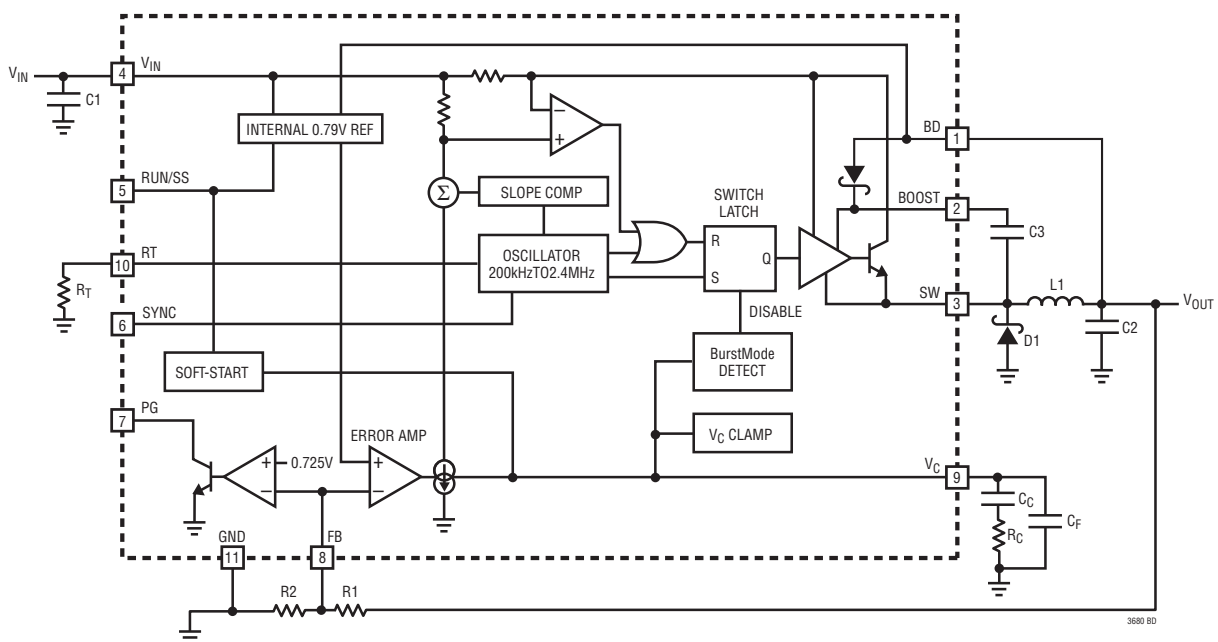 VIN
C1
4
VIN
INTERNAL 0.79V REF
5
RUN/SS
Σ
SLOPE COMP
10
RT
RT
OSCILLATOR
200kHzTO2.4MHz
6
SYNC
SOFT-START
7
PG
+
0.725V
−
ERROR AMP
+
−
−
+
SWITCH
LATCH
R
S
Q
DISABLE
BurstMode
DETECT
VC CLAMP
BD
1
BOOST
2
C3
SW
3
L1
D1
C2
VOUT
VC
9
CC
RC
CF
GND
11
FB
8
R2
R1
3680 BD